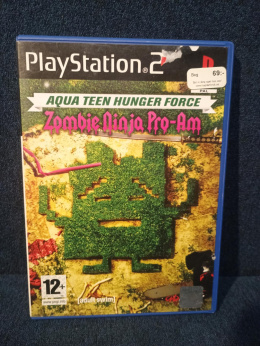 PlayStation 2
69:-
AQUA TEEN HUNGER FORCE
Zombie Ninja Pro-Am
12+
[adult swim]